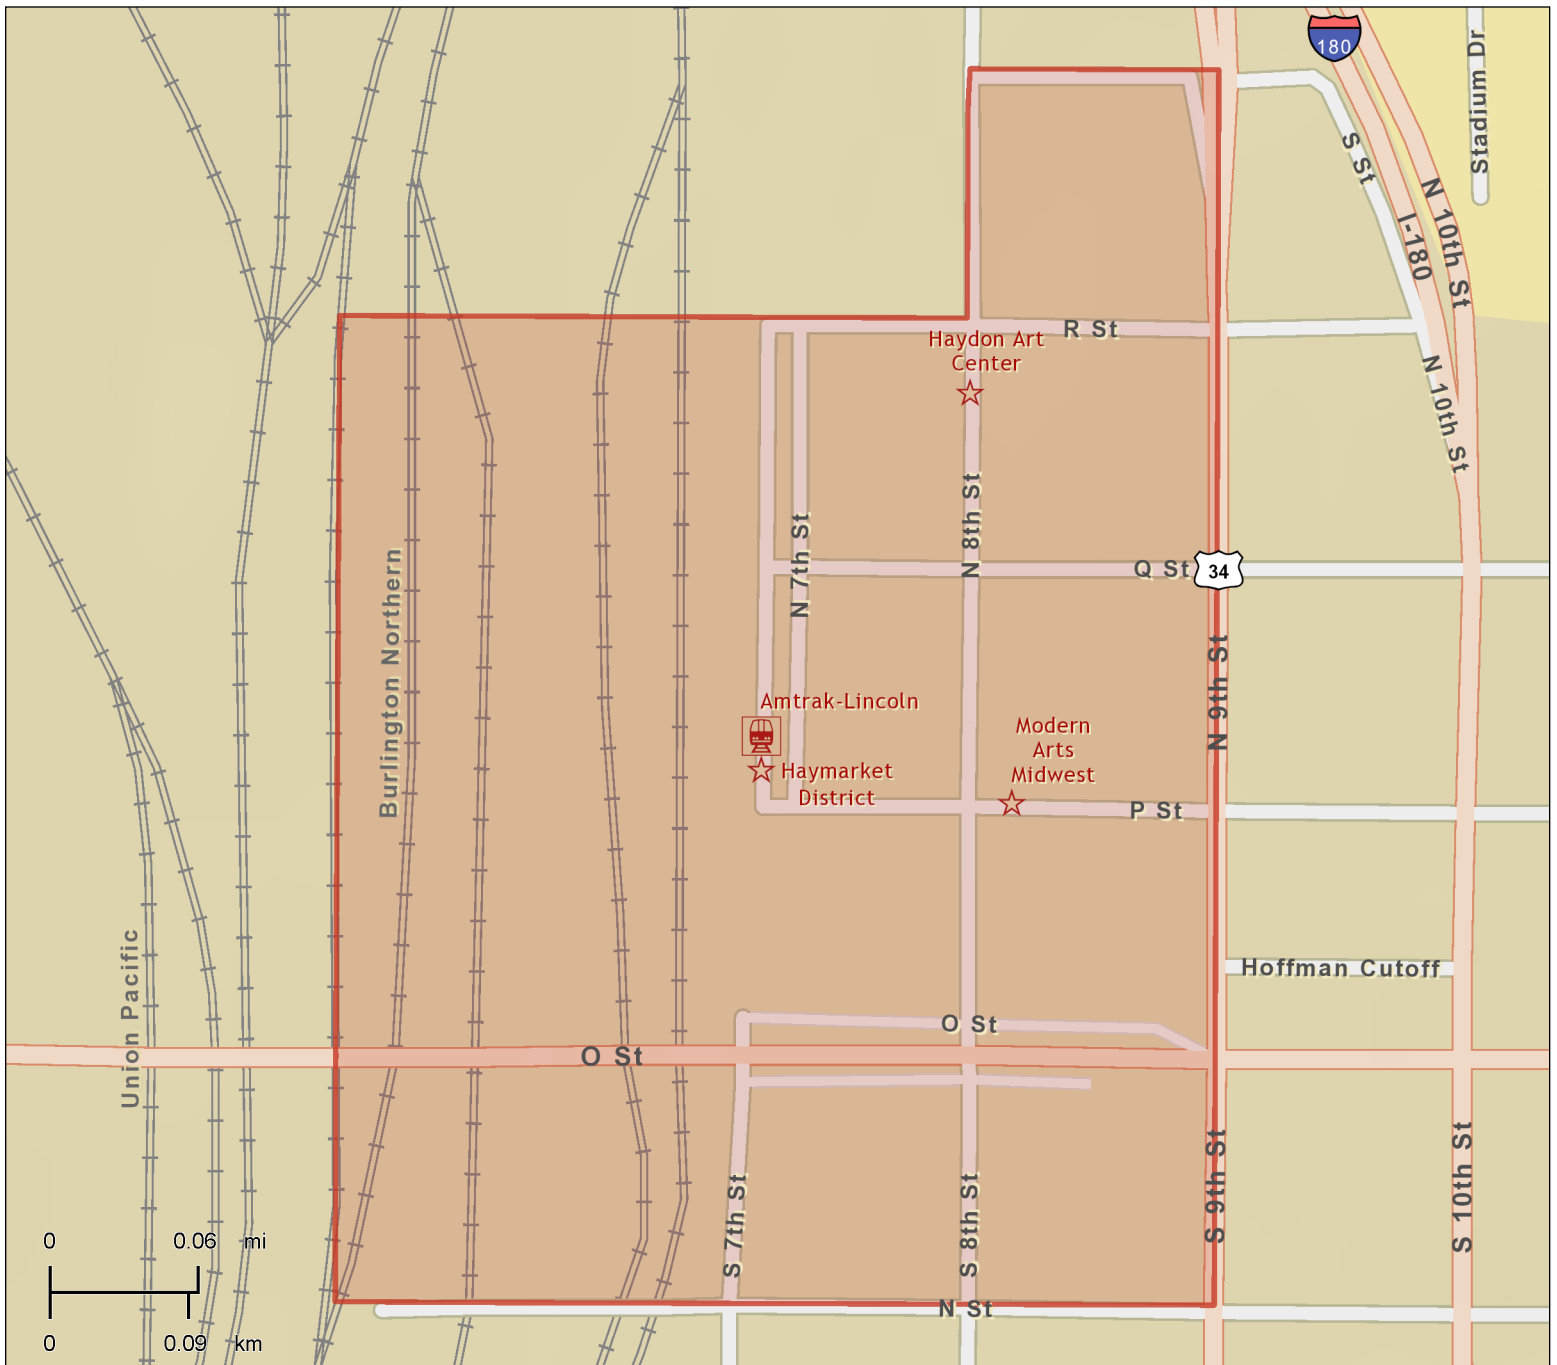 180
Stadium Dr
S St
N 10th St
I-180
R St
Haydon Art
Center
N 10th St
N 8th St
N 7th St
Q St
34
Burlington Northern
N 9th St
Amtrak-Lincoln
Modern
Arts
Midwest
Haymarket
District
P St
Union Pacific
Hoffman Cutoff
O St
O St
S 7th St
S 8th St
S 9th St
S 10th St
0 0.06 mi
N St
0 0.09 km